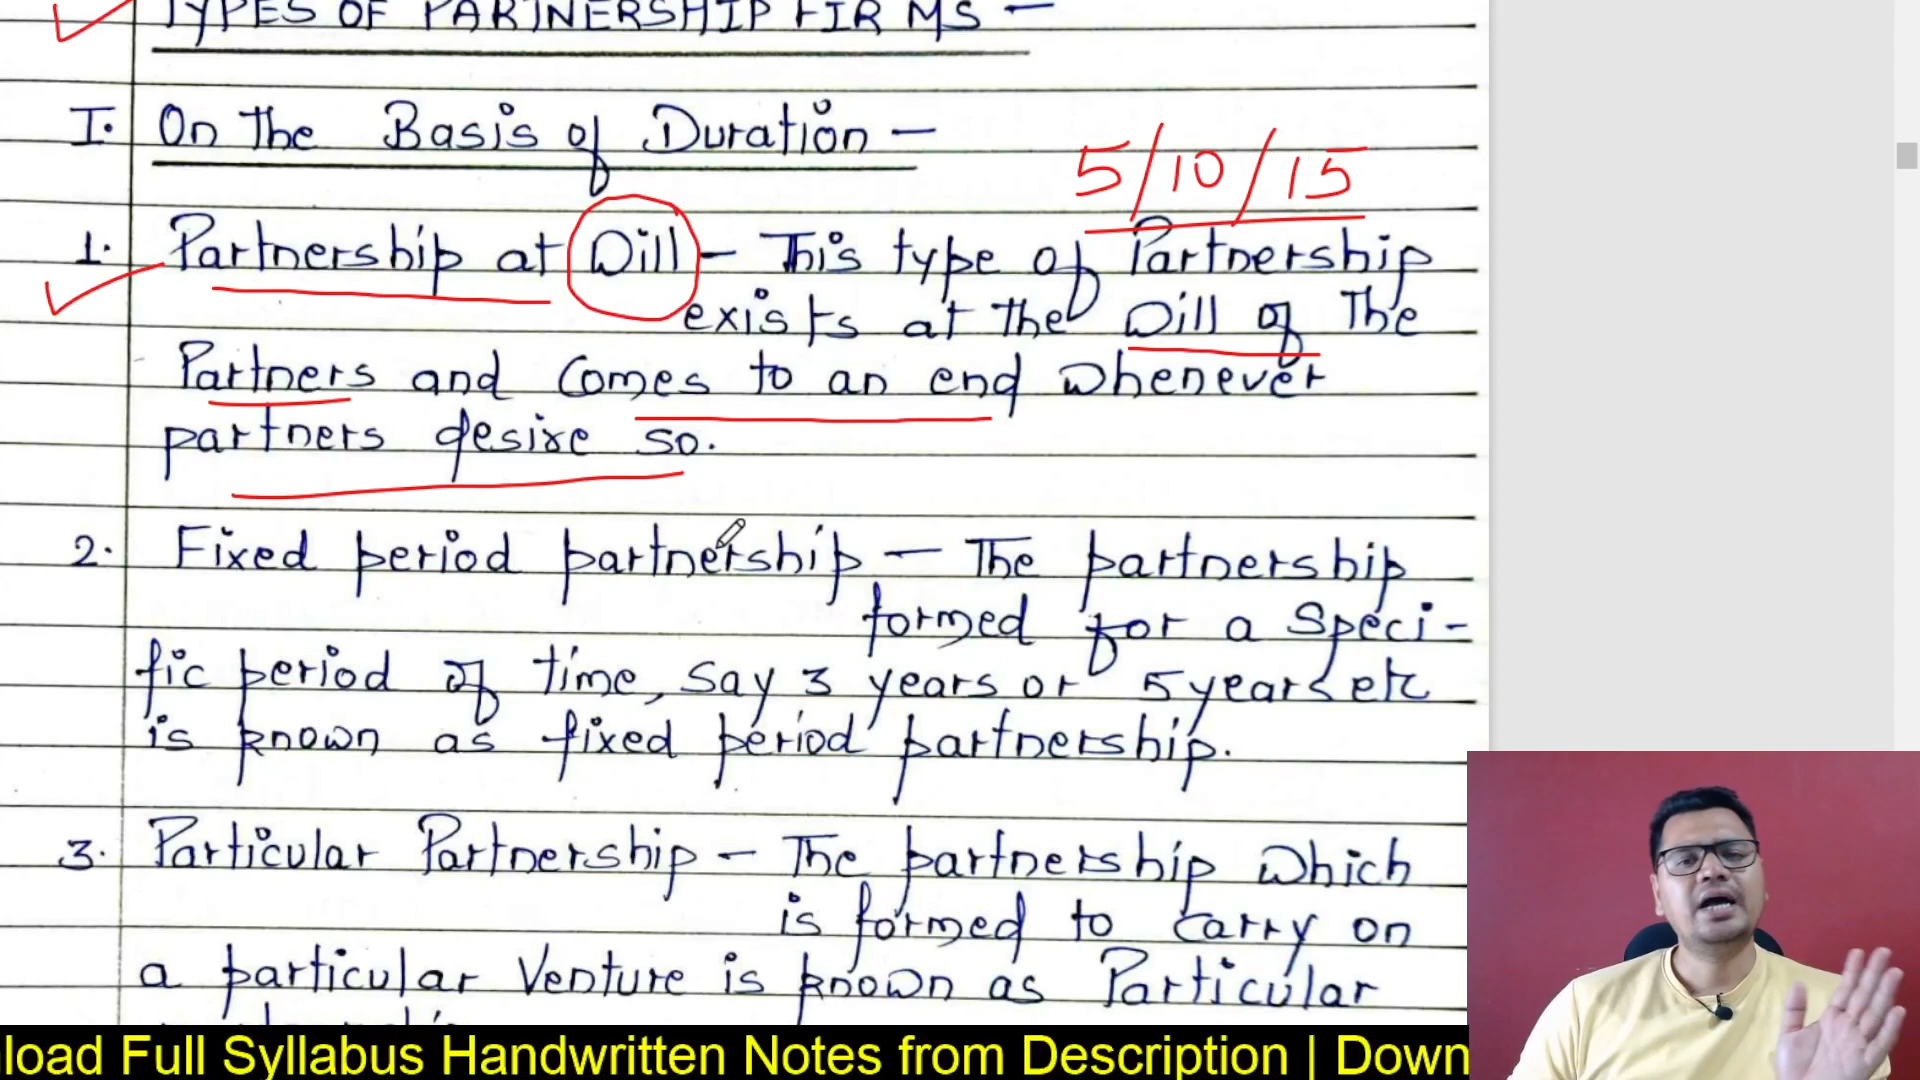 TYPES OF PARTNERSHIP FIRMS -
I. On The Basis of Duration -
5/10/15
1. Partnership at Will - This type of Partnership
exists at the Will of The
Partners and Comes to an end Whenever
partners desire so.
2. Fixed period partnership - The partnership
formed for a Speci-
fic period of time, Say 3 years or 5 years etc
is known as fixed period partnership.
3. Particular Partnership - The partnership Which
is formed to Carry on
a particular Venture is known as Particular
load Full Syllabus Handwritten Notes from Description | Down